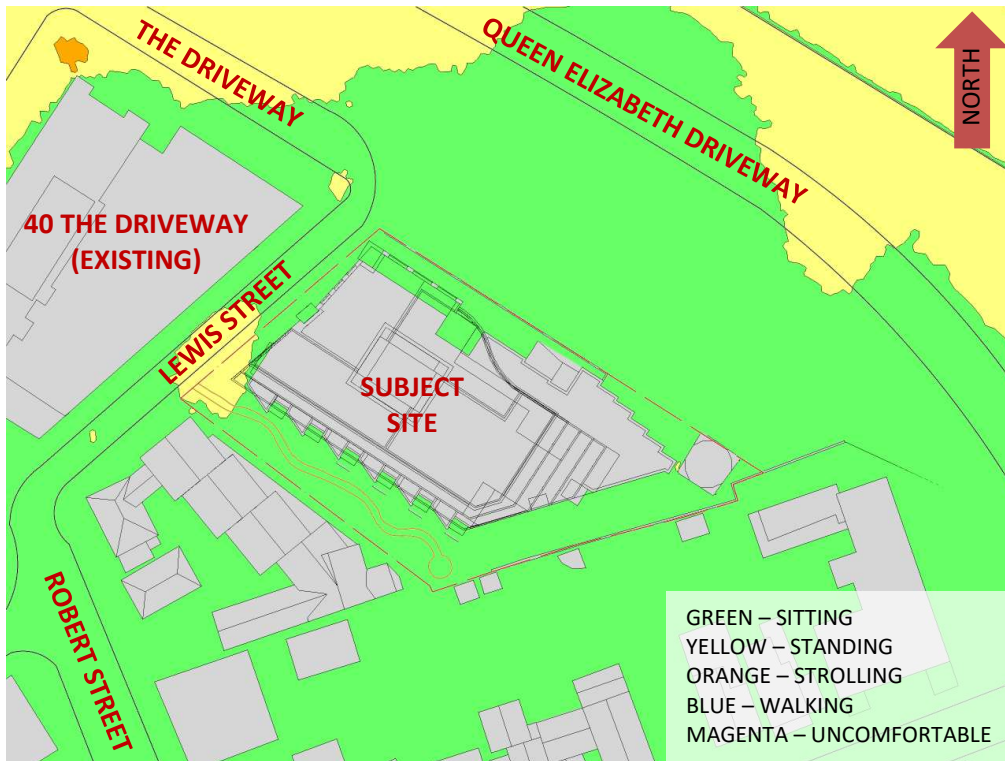 THE DRIVEWAY
QUEEN ELIZABETH DRIVEWAY
NORTH
40 THE DRIVEWAY
(EXISTING)
LEWIS STREET
SUBJECT
SITE
ROBERT STREET
GREEN – SITTING
YELLOW – STANDING
ORANGE – STROLLING
BLUE – WALKING
MAGENTA – UNCOMFORTABLE